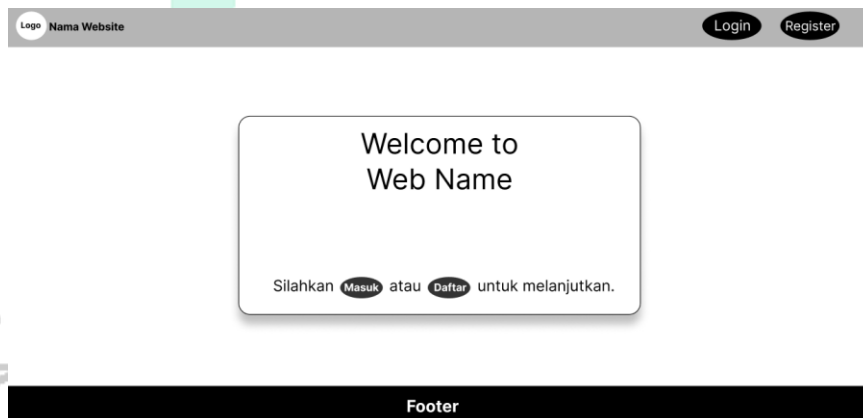 Logo Nama Website Login Register
Welcome to
Web Name
Silahkan Masuk atau Daftar untuk melanjutkan.
Footer